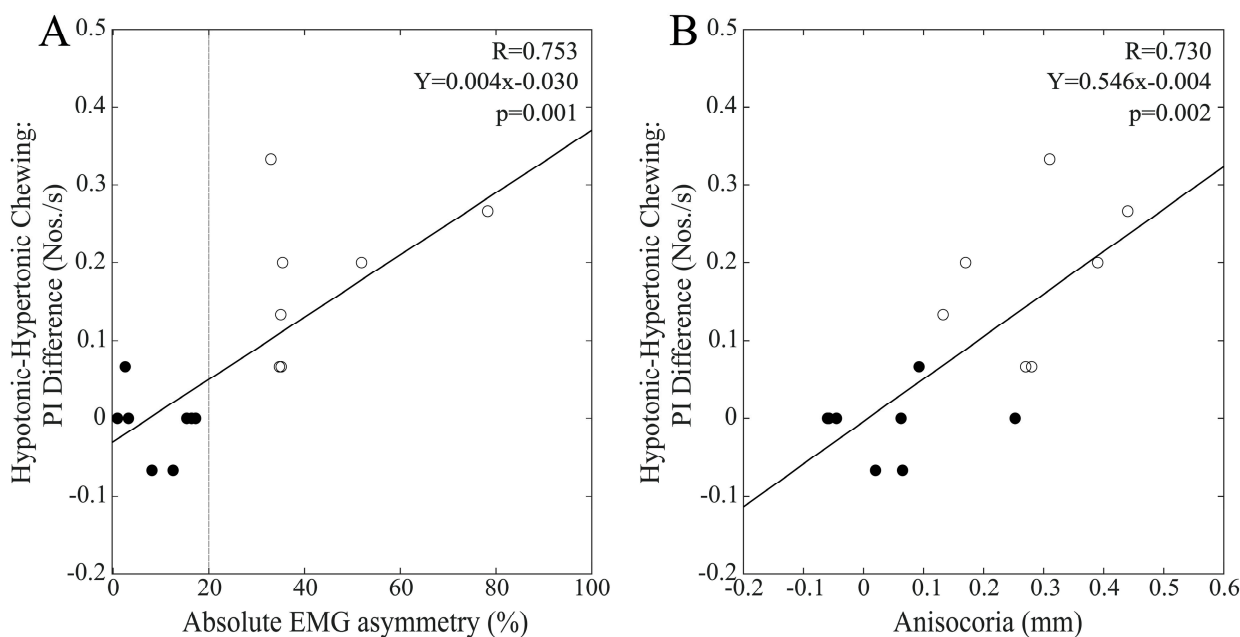 A
R=0.753
Y=0.004x-0.030
p=0.001
Hypotonic-Hypertonic Chewing:
PI Difference (Nos./s)
0.5
0.4
0.3
0.2
0.1
0
-0.1
-0.2
0
20
40
60
80
100
Absolute EMG asymmetry (%)
B
R=0.730
Y=0.546x-0.004
p=0.002
Hypotonic-Hypertonic Chewing:
PI Difference (Nos./s)
0.5
0.4
0.3
0.2
0.1
0
-0.1
-0.2
-0.2
-0.1
0
0.1
0.2
0.3
0.4
0.5
0.6
Anisocoria (mm)